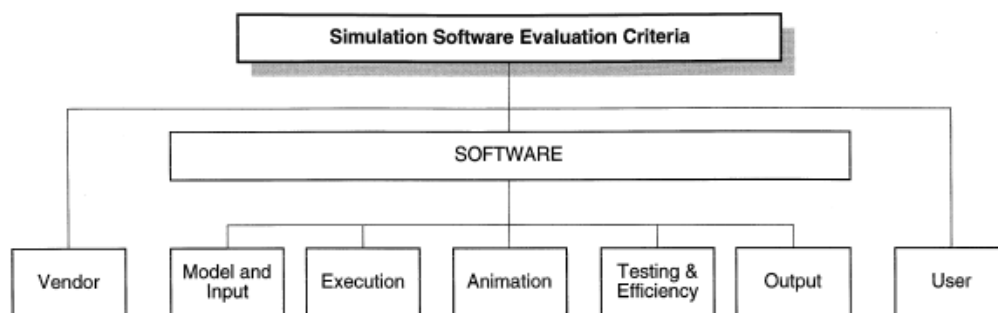 Simulation Software Evaluation Criteria
SOFTWARE
Vendor
Model and
Input
Execution
Animation
Testing &
Efficiency
Output
User